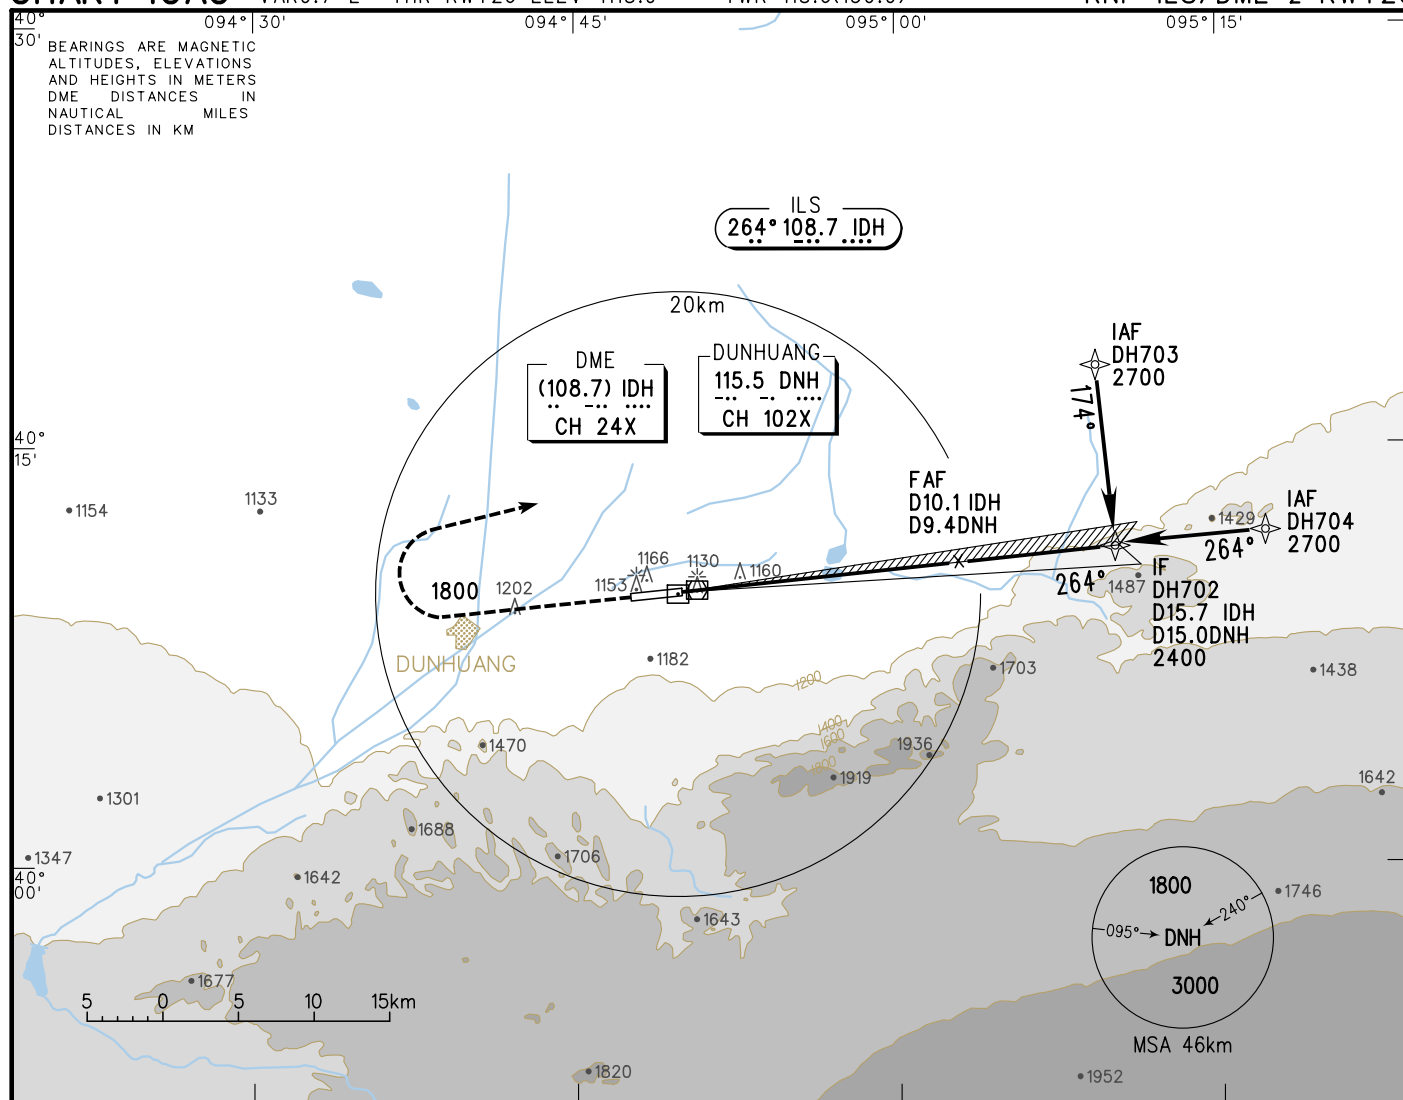 094°30'
094°45'
095°00'
095°15'
40°
30'
BEARINGS ARE MAGNETIC
ALTITUDES, ELEVATIONS
AND HEIGHTS IN METERS
DME DISTANCES IN
NAUTICAL MILES
DISTANCES IN KM
ILS
264° 108.7 IDH
20km
DME
(108.7) IDH
CH 24X
DUNHUANG
115.5 DNH
CH 102X
IAF
DH703
2700
174°
40°
15'
FAF
D10.1 IDH
D9.4DNH
1154
1133
1429
IAF
DH704
2700
264°
1166
1130
1160
1153
1202
1800
264°
1487
IF
DH702
D15.7 IDH
D15.0DNH
2400
DUNHUANG
1182
1703
1438
1200
1400
1600
1800
1470
1936
1919
1301
1642
1688
1706
1347
1642
40°
00'
1643
1746
1800
095°
240°
DNH
3000
MSA 46km
1677
5 0 5 10 15km
1820
1952